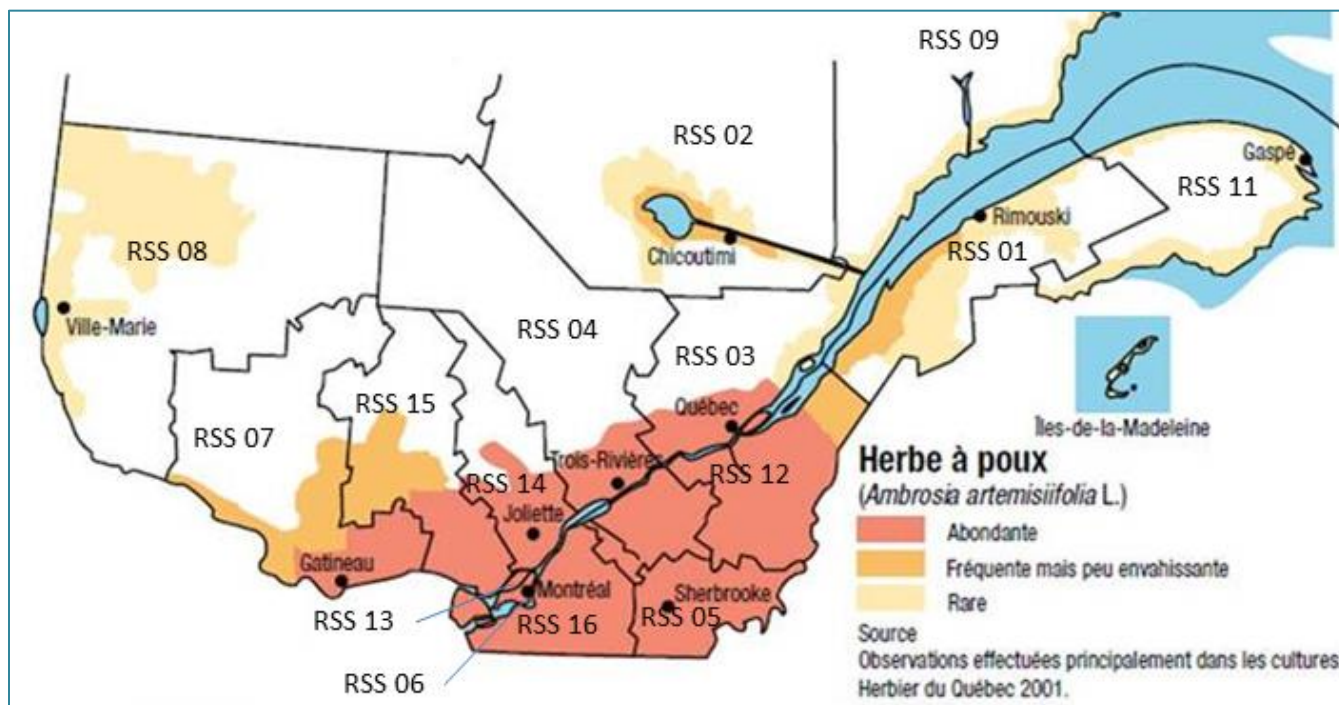 RSS 09
RSS 02
Gaspé
RSS 11
Rimouski
RSS 08
Chicoutimi
RSS 01
Ville-Marie
RSS 04
RSS 03
RSS 15
Québec
Îles-de-la-Madeleine
RSS 07
Trois-Rivières
RSS 12
RSS 14
Joliette
Gatineau
Montréal
Sherbrooke
RSS 13
RSS 16
RSS 05
RSS 06
Herbe à poux
(Ambrosia artemisiifolia L.)
Abondante
Fréquente mais peu envahissante
Rare
Source
Observations effectuées principalement dans les cultures
Herbier du Québec 2001.